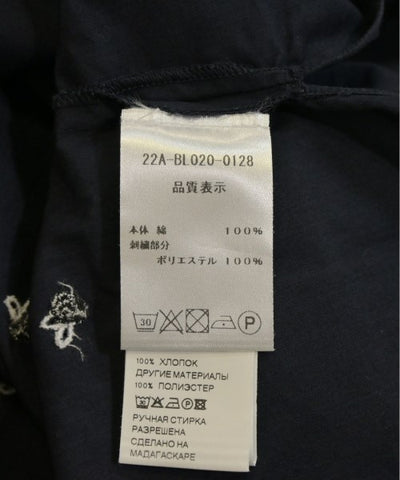 22A-BL020-0128
品質表示
本体 綿 100%
刺繍部分
ポリエステル 100%
30
P
100% ХЛОПОК
ДРУГИЕ МАТЕРИАЛЫ
100% ПОЛИЭСТЕР
РУЧНАЯ СТИРКА
РАЗРЕШЕНА
СДЕЛАНО НА
МАДАГАСКАРЕ